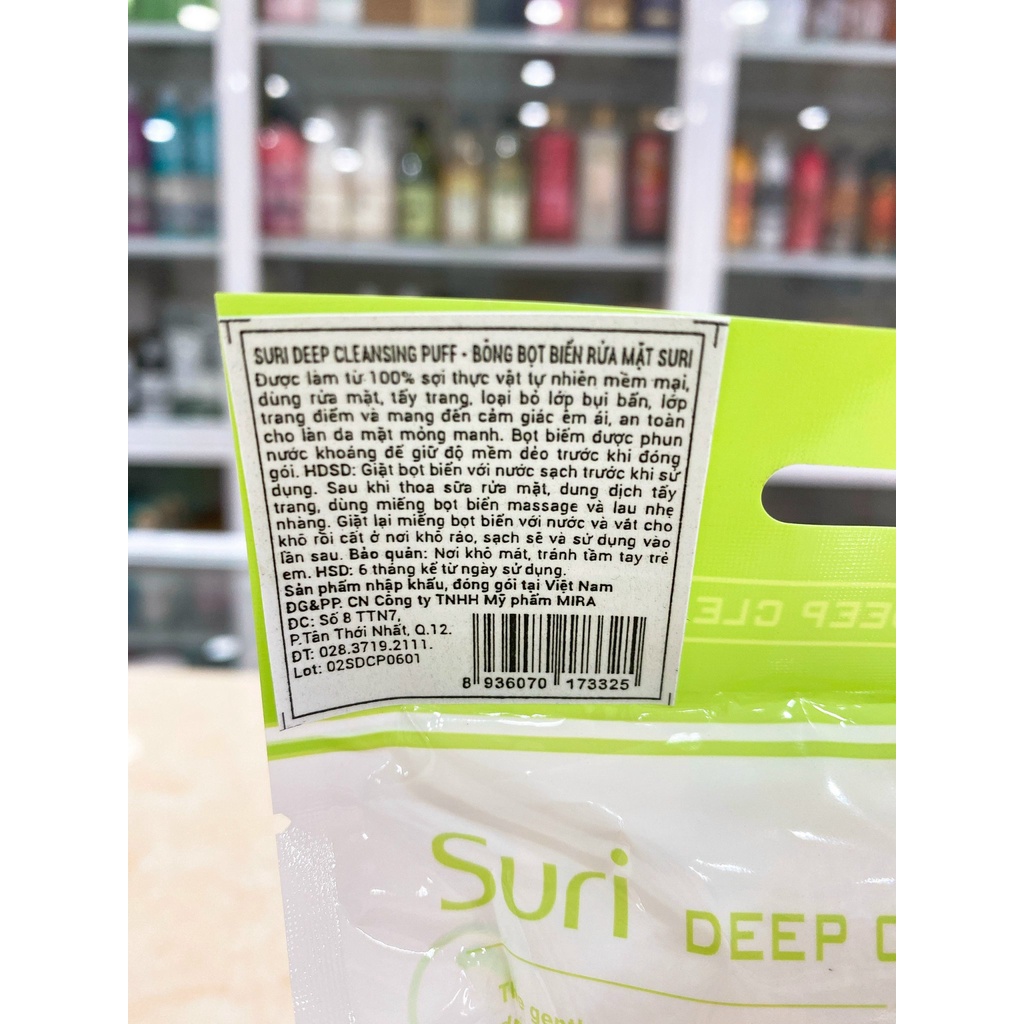 SURI DEEP CLEANSING PUFF - BÔNG BỌT BIỂN RỬA MẶT SURI
Được làm từ 100% sợi thực vật tự nhiên mềm mại,
dùng rửa mặt, tẩy trang, loại bỏ lớp bụi bẩn, lớp
trang điểm và mang đến cảm giác êm ái, an toàn
cho làn da mặt mỏng manh. Bọt biểm được phun
nước khoáng để giữ độ mềm dẻo trước khi đóng
gói. HDSD: Giặt bọt biển với nước sạch trước khi sử
dụng. Sau khi thoa sữa rửa mặt, dung dịch tẩy
trang, dùng miếng bọt biển massage và lau nhẹ
nhàng. Giặt lại miếng bọt biển với nước và vắt cho
khô rồi cất ở nơi khô ráo, sạch sẽ và sử dụng vào
lần sau. Bảo quản: Nơi khô mát, tránh tầm tay trẻ
em. HSD: 6 tháng kể từ ngày sử dụng.
Sản phẩm nhập khẩu, đóng gói tại Việt Nam
ĐG&PP. CN Công ty TNHH Mỹ phẩm MIRA
ĐC: Số 8 TTN7,
P.Tân Thới Nhất, Q.12.
ĐT: 028.3719.2111.
Lot: 02SDCP0601
8 936070 173325
DEEP CLE
Suri
DEEP C
gentl